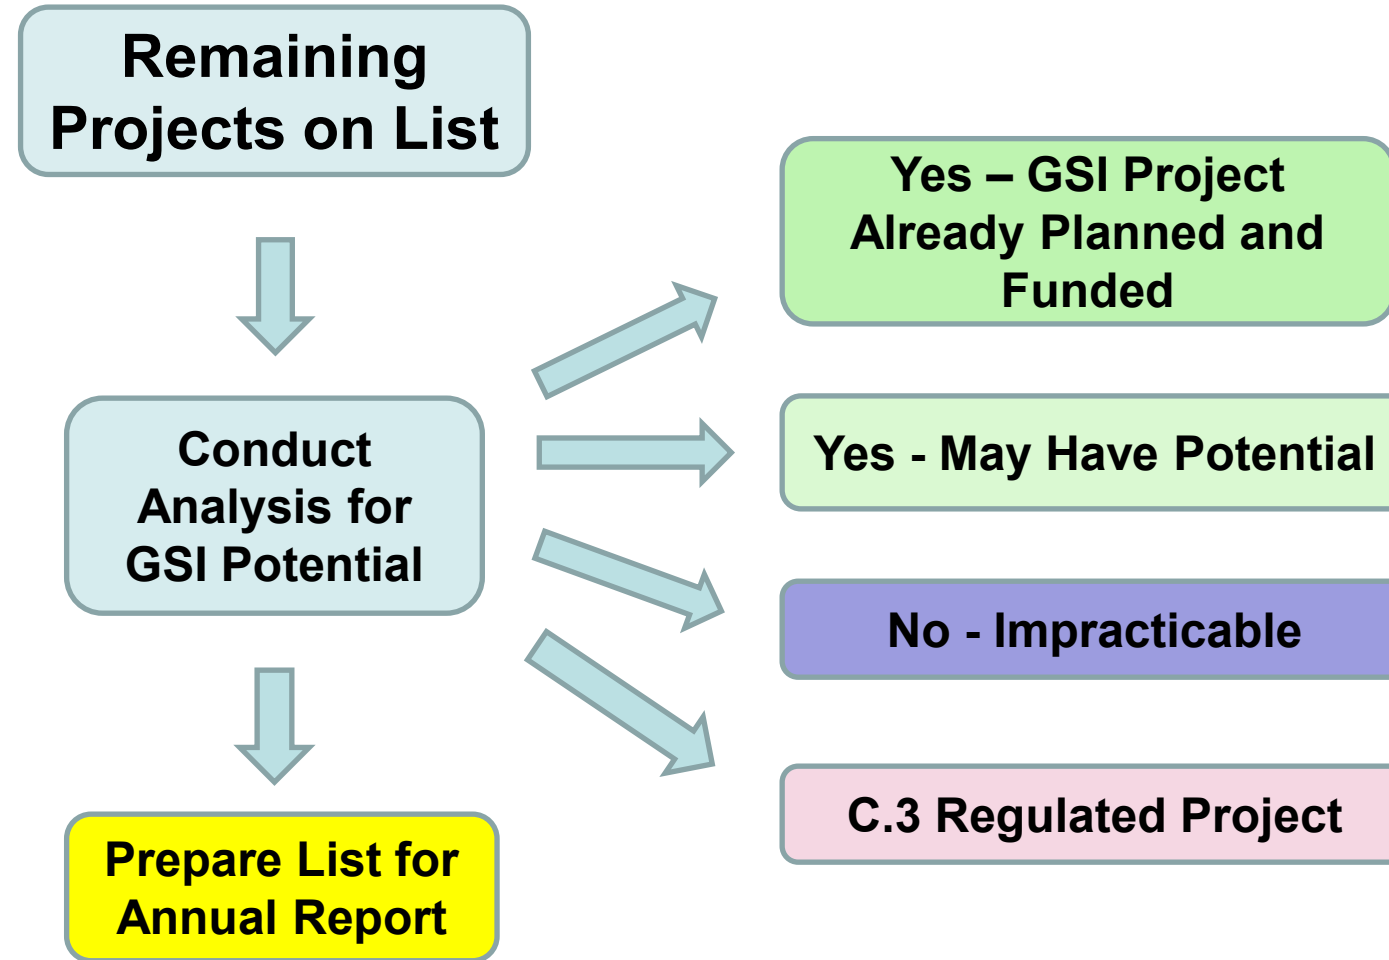 Remaining
Projects on List
Conduct
Analysis for
GSI Potential
Prepare List for
Annual Report
Yes – GSI Project
Already Planned and
Funded
Yes - May Have Potential
No - Impracticable
C.3 Regulated Project